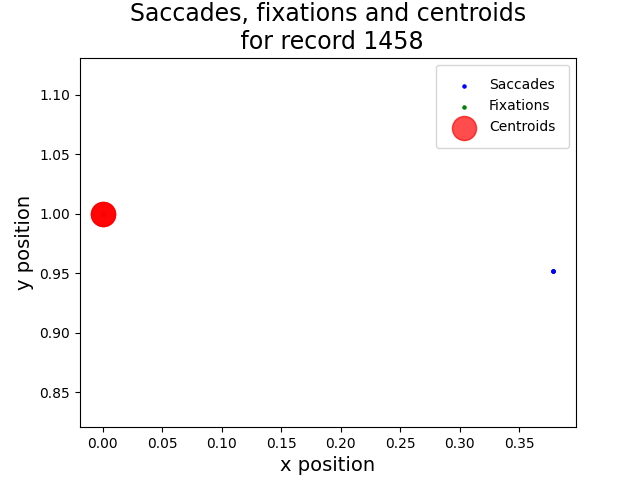 Saccades, fixations and centroids
for record 1458
Saccades
Fixations
Centroids
y position
1.10
1.05
1.00
0.95
0.90
0.85
0.00 0.05 0.10 0.15 0.20 0.25 0.30 0.35
x position